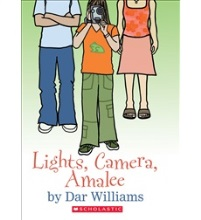 Lights, Camera,
Amalee
by Dar Williams
SCHOLASTIC